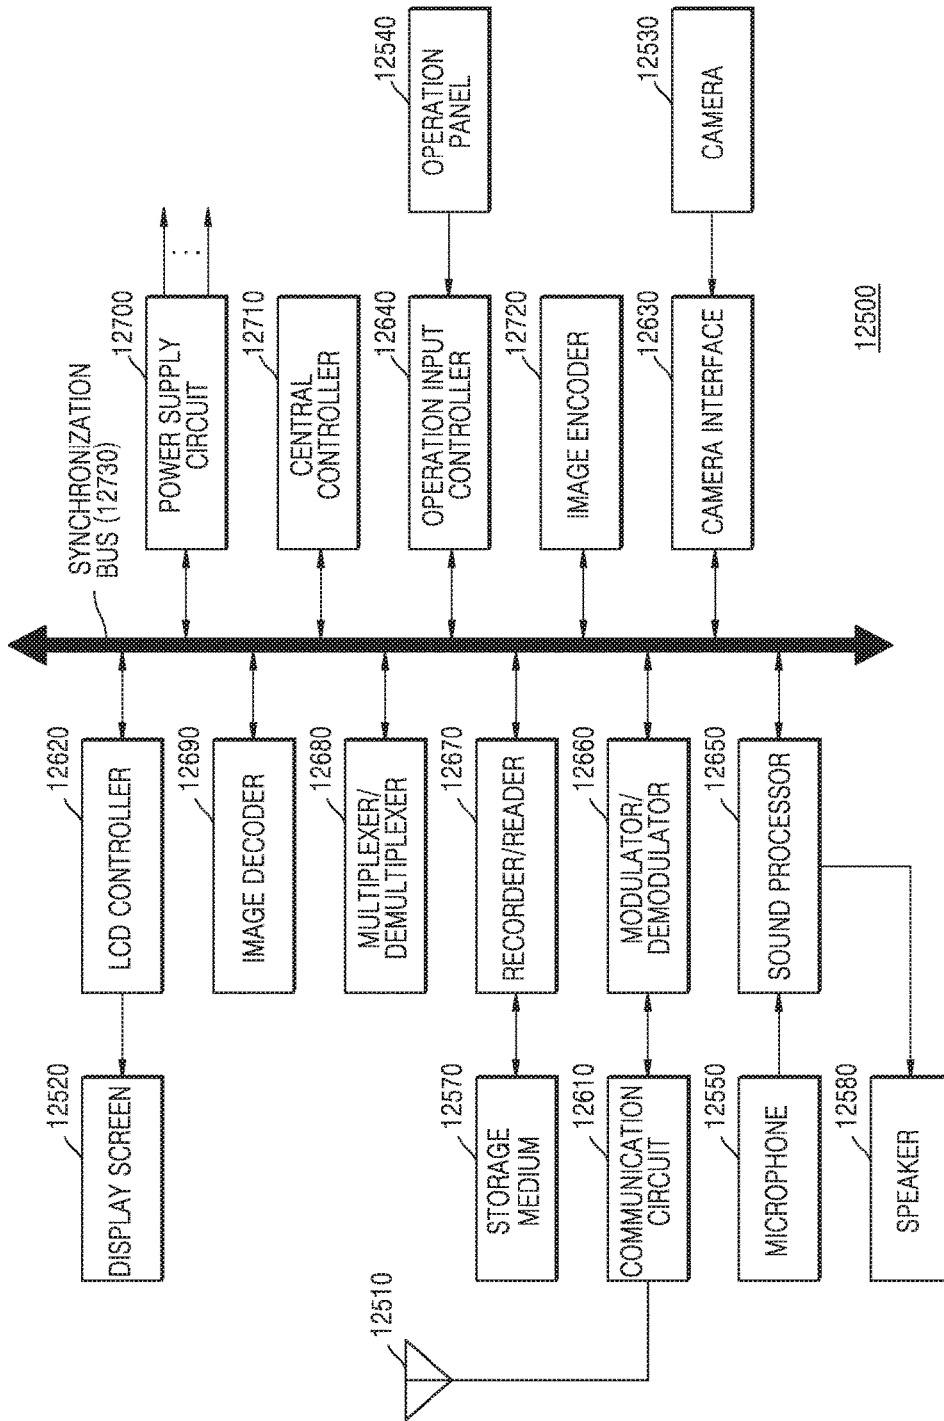 12510
12520
DISPLAY SCREEN
12570
STORAGE
MEDIUM
12610
COMMUNICATION
CIRCUIT
12550
MICROPHONE
12580
SPEAKER
12620
LCD CONTROLLER
12690
IMAGE DECODER
12680
MULTIPLEXER/
DEMULTIPLEXER
12670
RECORDER/READER
12660
MODULATOR/
DEMODULATOR
12650
SOUND PROCESSOR
SYNCHRONIZATION
BUS (12730)
12700
POWER SUPPLY
CIRCUIT
...
12710
CENTRAL
CONTROLLER
12640
OPERATION INPUT
CONTROLLER
12720
IMAGE ENCODER
12630
CAMERA INTERFACE
12540
OPERATION
PANEL
12530
CAMERA
12500